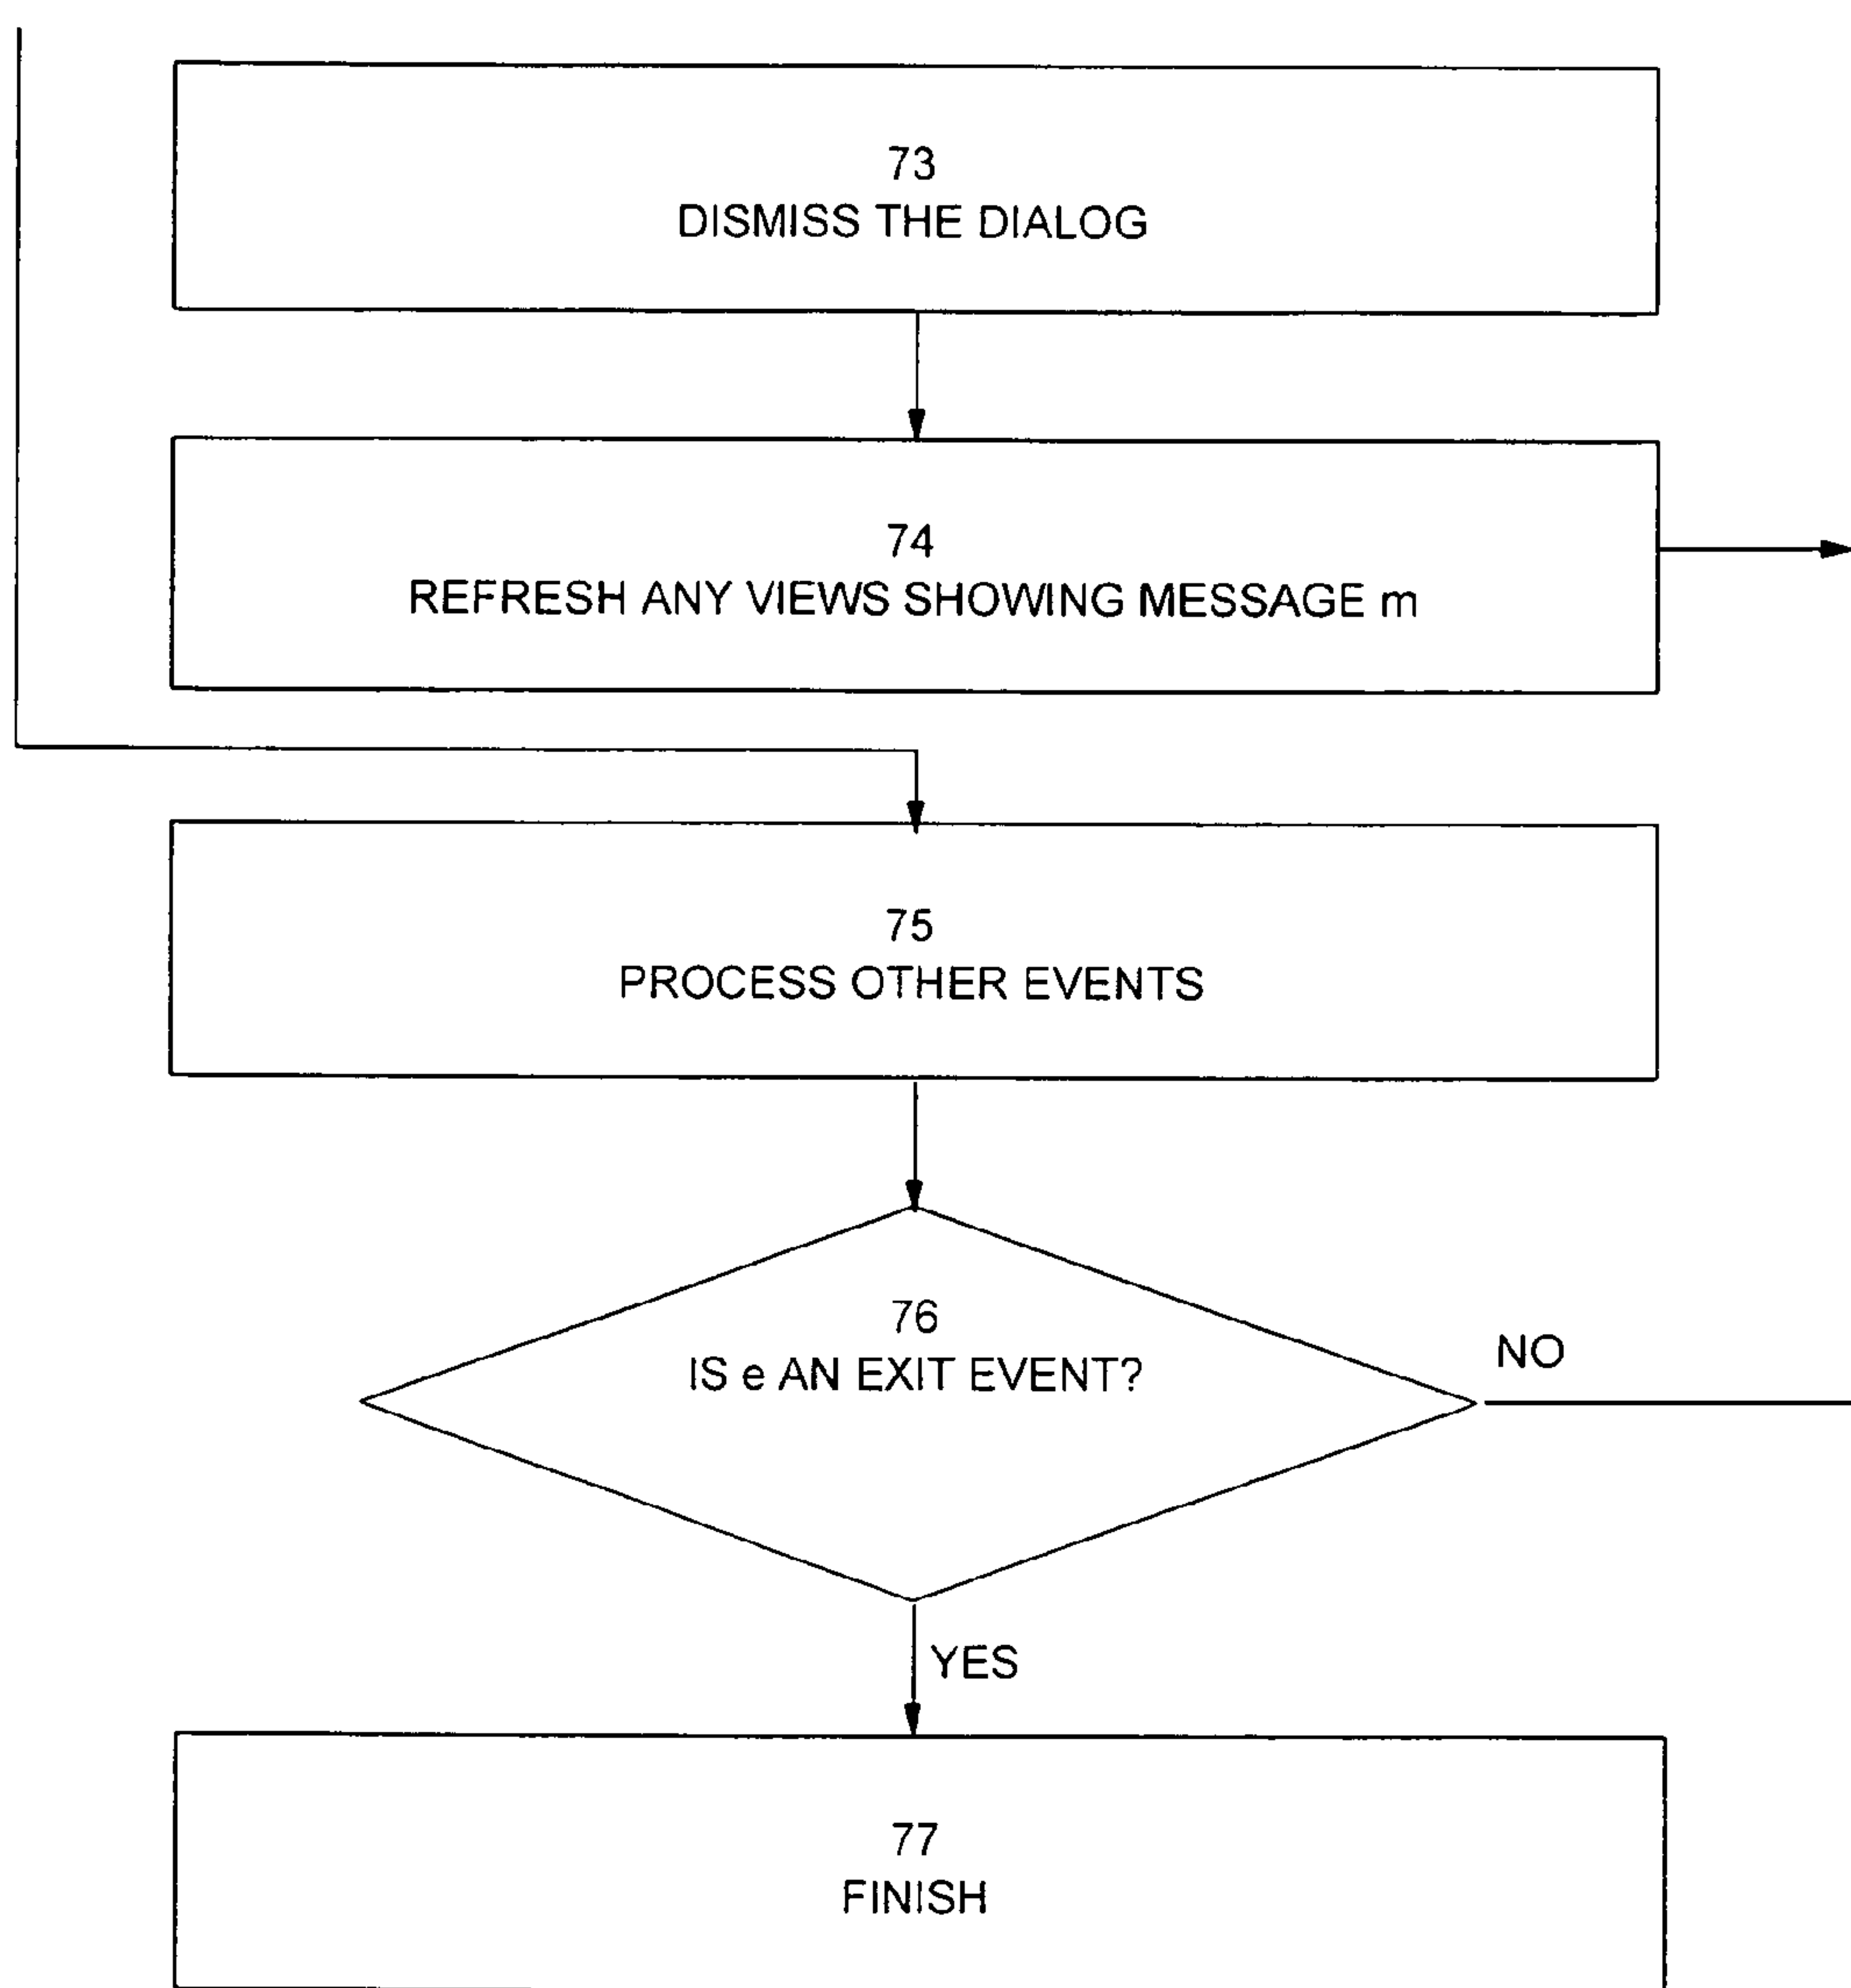 73
DISMISS THE DIALOG
74
REFRESH ANY VIEWS SHOWING MESSAGE m
75
PROCESS OTHER EVENTS
76
IS e AN EXIT EVENT?
NO
YES
77
FINISH